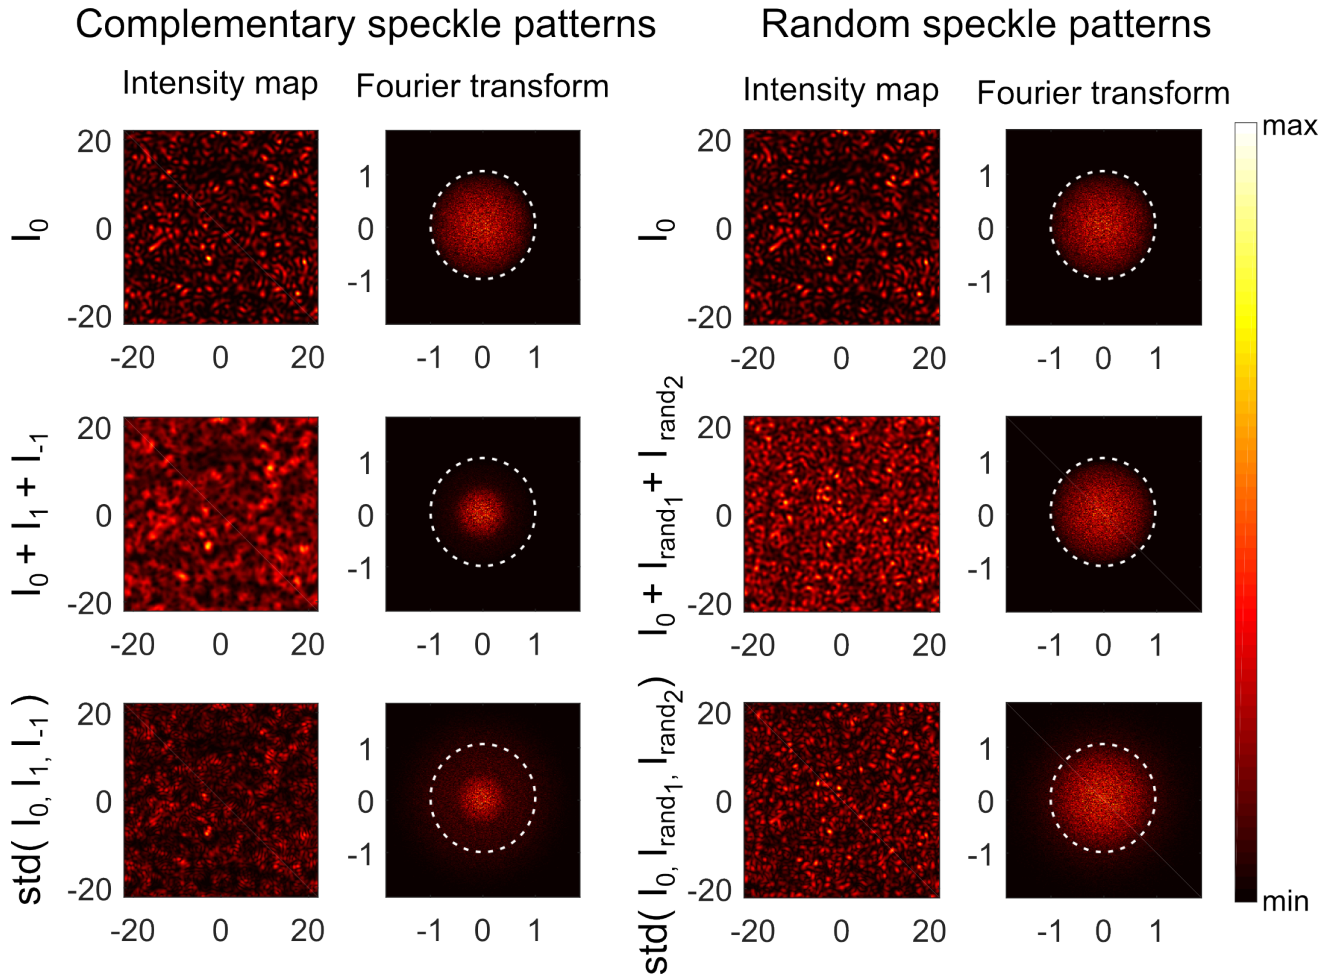 Complementary speckle patterns
Random speckle patterns
Intensity map
Fourier transform
Intensity map
Fourier transform
I0
20
0
-20
-20 0 20
1
0
-1
-1 0 1
I0
20
0
-20
-20 0 20
1
0
-1
-1 0 1
max
min
I0 + I1 + I-1
20
0
-20
-20 0 20
1
0
-1
-1 0 1
I0 + Irand1 + Irand2
20
0
-20
-20 0 20
1
0
-1
-1 0 1
std( I0, I1, I-1 )
20
0
-20
-20 0 20
1
0
-1
-1 0 1
std( I0, Irand1, Irand2)
20
0
-20
-20 0 20
1
0
-1
-1 0 1